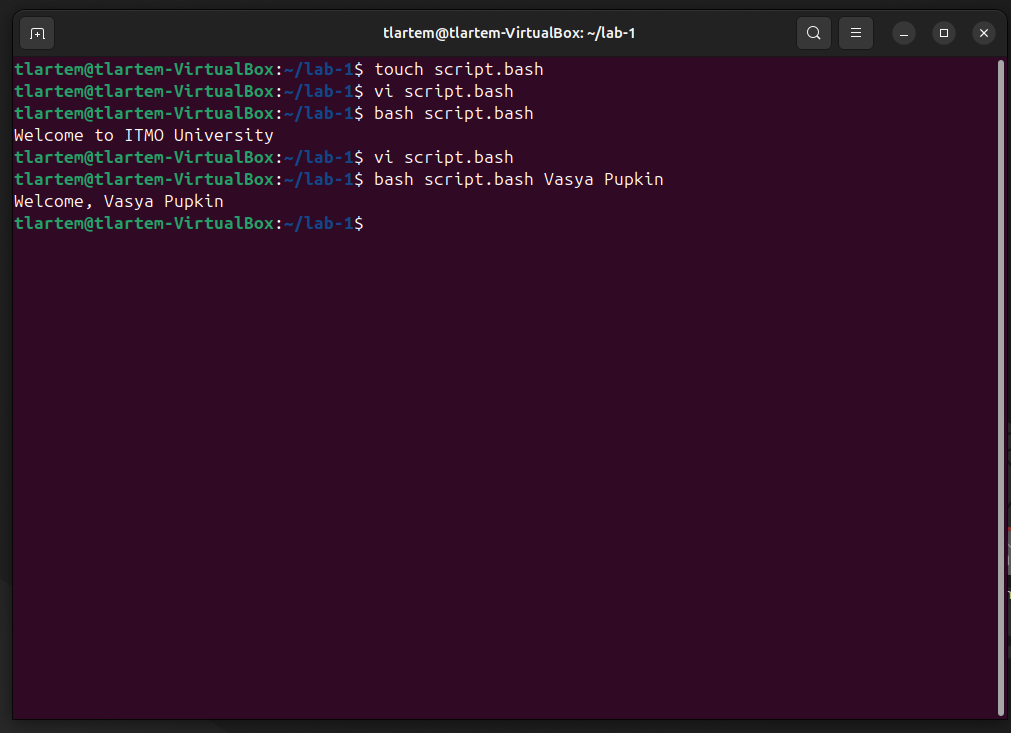 tlartem@tlartem-VirtualBox: ~/lab-1
tlartem@tlartem-VirtualBox:~/lab-1$ touch script.bash
tlartem@tlartem-VirtualBox:~/lab-1$ vi script.bash
tlartem@tlartem-VirtualBox:~/lab-1$ bash script.bash
Welcome to ITMO University
tlartem@tlartem-VirtualBox:~/lab-1$ vi script.bash
tlartem@tlartem-VirtualBox:~/lab-1$ bash script.bash Vasya Pupkin
Welcome, Vasya Pupkin
tlartem@tlartem-VirtualBox:~/lab-1$